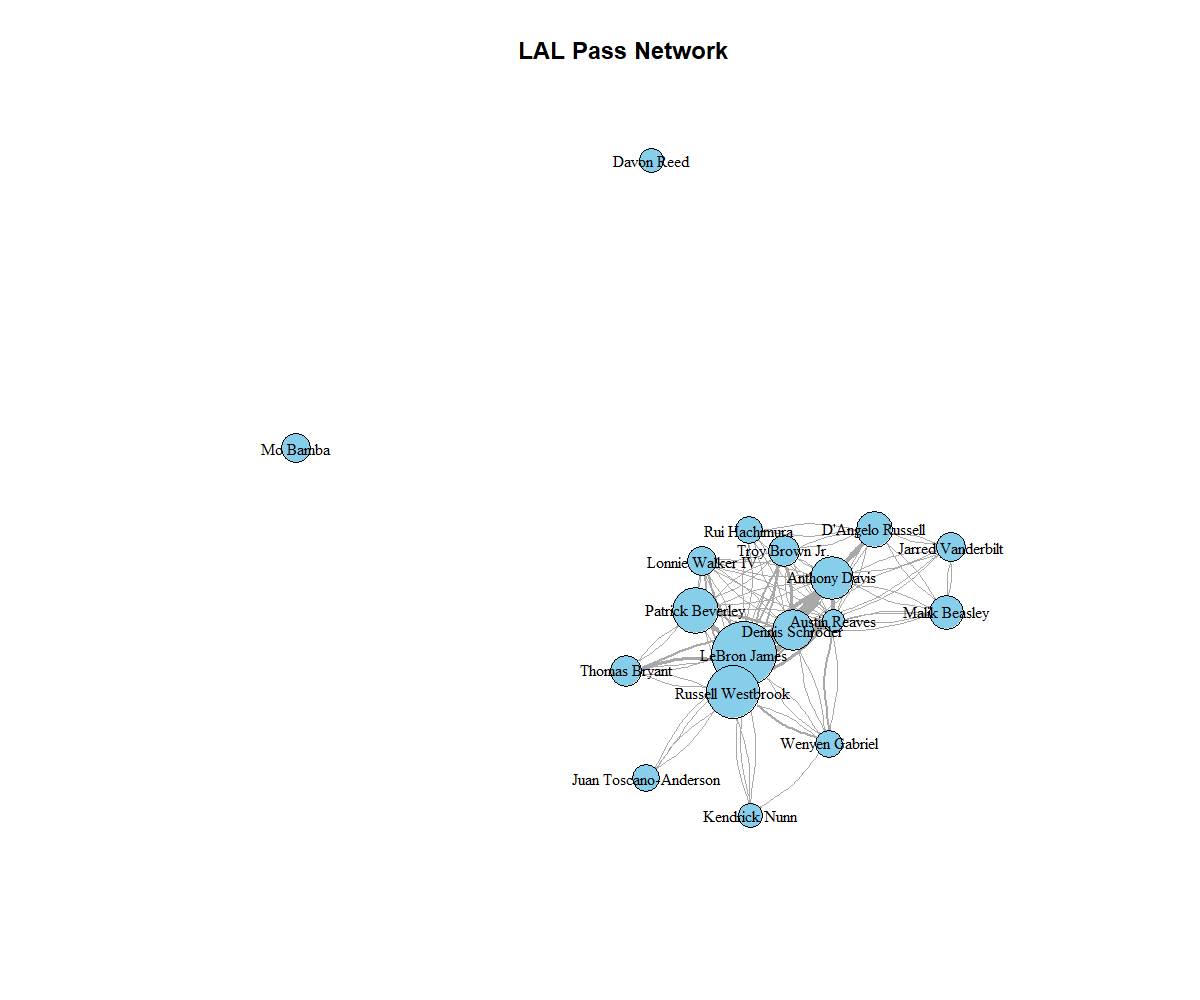 LAL Pass Network
Davon Reed
Mo Bamba
Rui Hachimura
D'Angelo Russell
Troy Brown Jr.
Jarred Vanderbilt
Lonnie Walker IV
Anthony Davis
Patrick Beverley
Malik Beasley
Austin Reaves
Dennis Schroder
LeBron James
Thomas Bryant
Russell Westbrook
Wenyen Gabriel
Juan Toscano-Anderson
Kendrick Nunn